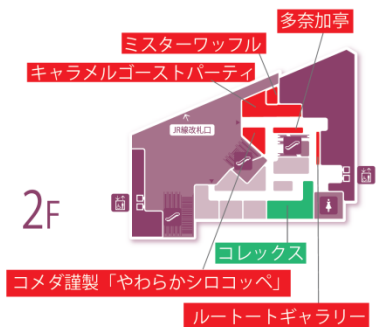 多奈加亭
ミスターワッフル
キャラメルゴーストパーティ
JR線改札口
2F
コレックス
コメダ謹製「やわらかシロコッペ」
ルートートギャラリー